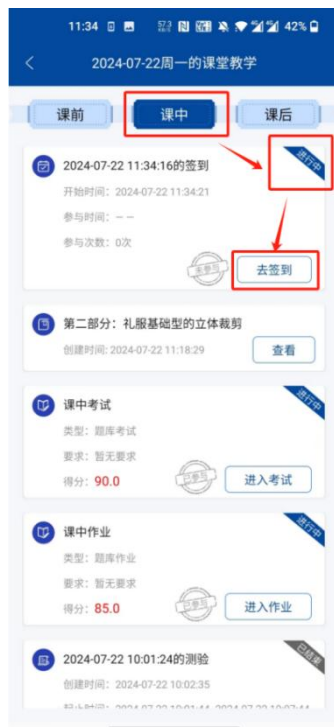 11:34 42%
2024-07-22周一的课堂教学
课前 课中 课后
进行中
2024-07-22 11:34:16的签到
开始时间：2024-07-22 11:34:21
参与时间：——
参与次数：0次
未参与
去签到
第二部分：礼服基础型的立体裁剪
创建时间：2024-07-22 11:18:29
查看
进行中
课中考试
类型：题库考试
要求：暂无要求
得分：90.0
已参与
进入考试
进行中
课中作业
类型：题库作业
要求：暂无要求
得分：85.0
已参与
进入作业
已结束
2024-07-22 10:01:24的测验
创建时间：2024-07-22 10:02:35